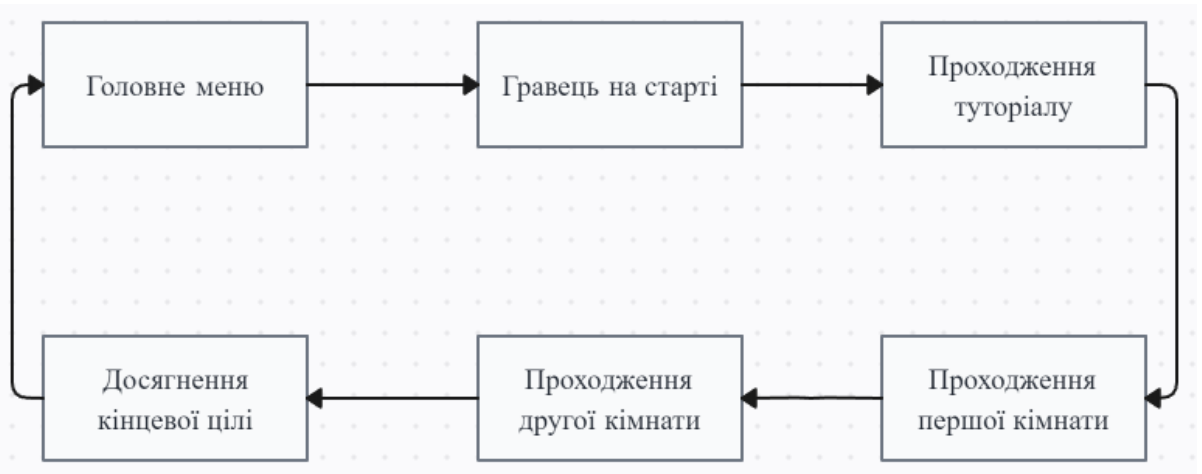 Головне меню
Гравець на старті
Проходження
туторіалу
Досягнення
кінцевої цілі
Проходження
другої кімнати
Проходження
першої кімнати